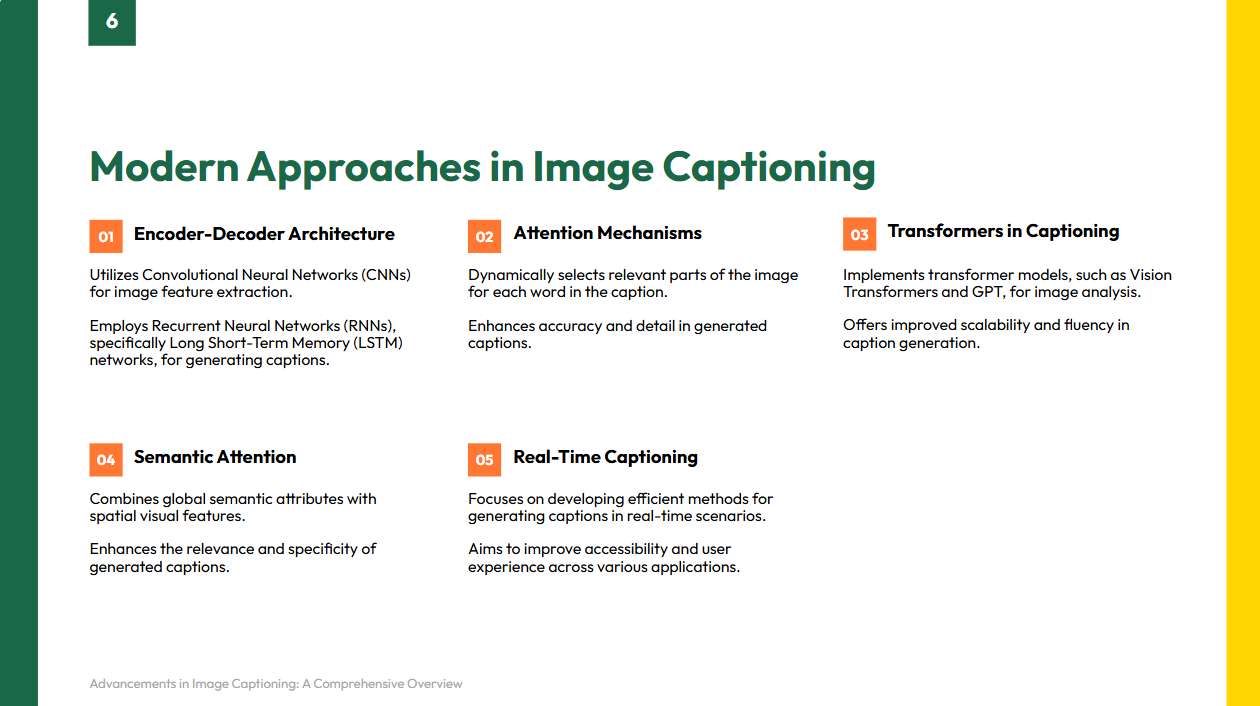 6
Modern Approaches in Image Captioning
01 Encoder-Decoder Architecture
Utilizes Convolutional Neural Networks (CNNs)
for image feature extraction.
Employs Recurrent Neural Networks (RNNs),
specifically Long Short-Term Memory (LSTM)
networks, for generating captions.
02 Attention Mechanisms
Dynamically selects relevant parts of the image
for each word in the caption.
Enhances accuracy and detail in generated
captions.
03 Transformers in Captioning
Implements transformer models, such as Vision
Transformers and GPT, for image analysis.
Offers improved scalability and fluency in
caption generation.
04 Semantic Attention
Combines global semantic attributes with
spatial visual features.
Enhances the relevance and specificity of
generated captions.
05 Real-Time Captioning
Focuses on developing efficient methods for
generating captions in real-time scenarios.
Aims to improve accessibility and user
experience across various applications.
Advancements in Image Captioning: A Comprehensive Overview